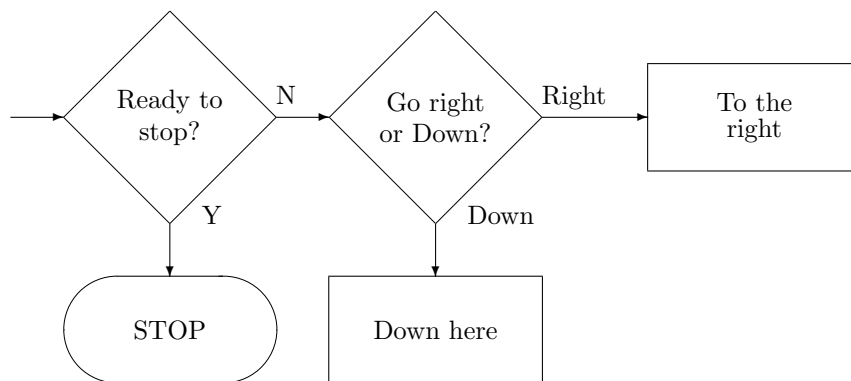 Ready to
stop?
N
Go right
or Down?
Right
To the
right
Y
Down
STOP
Down here